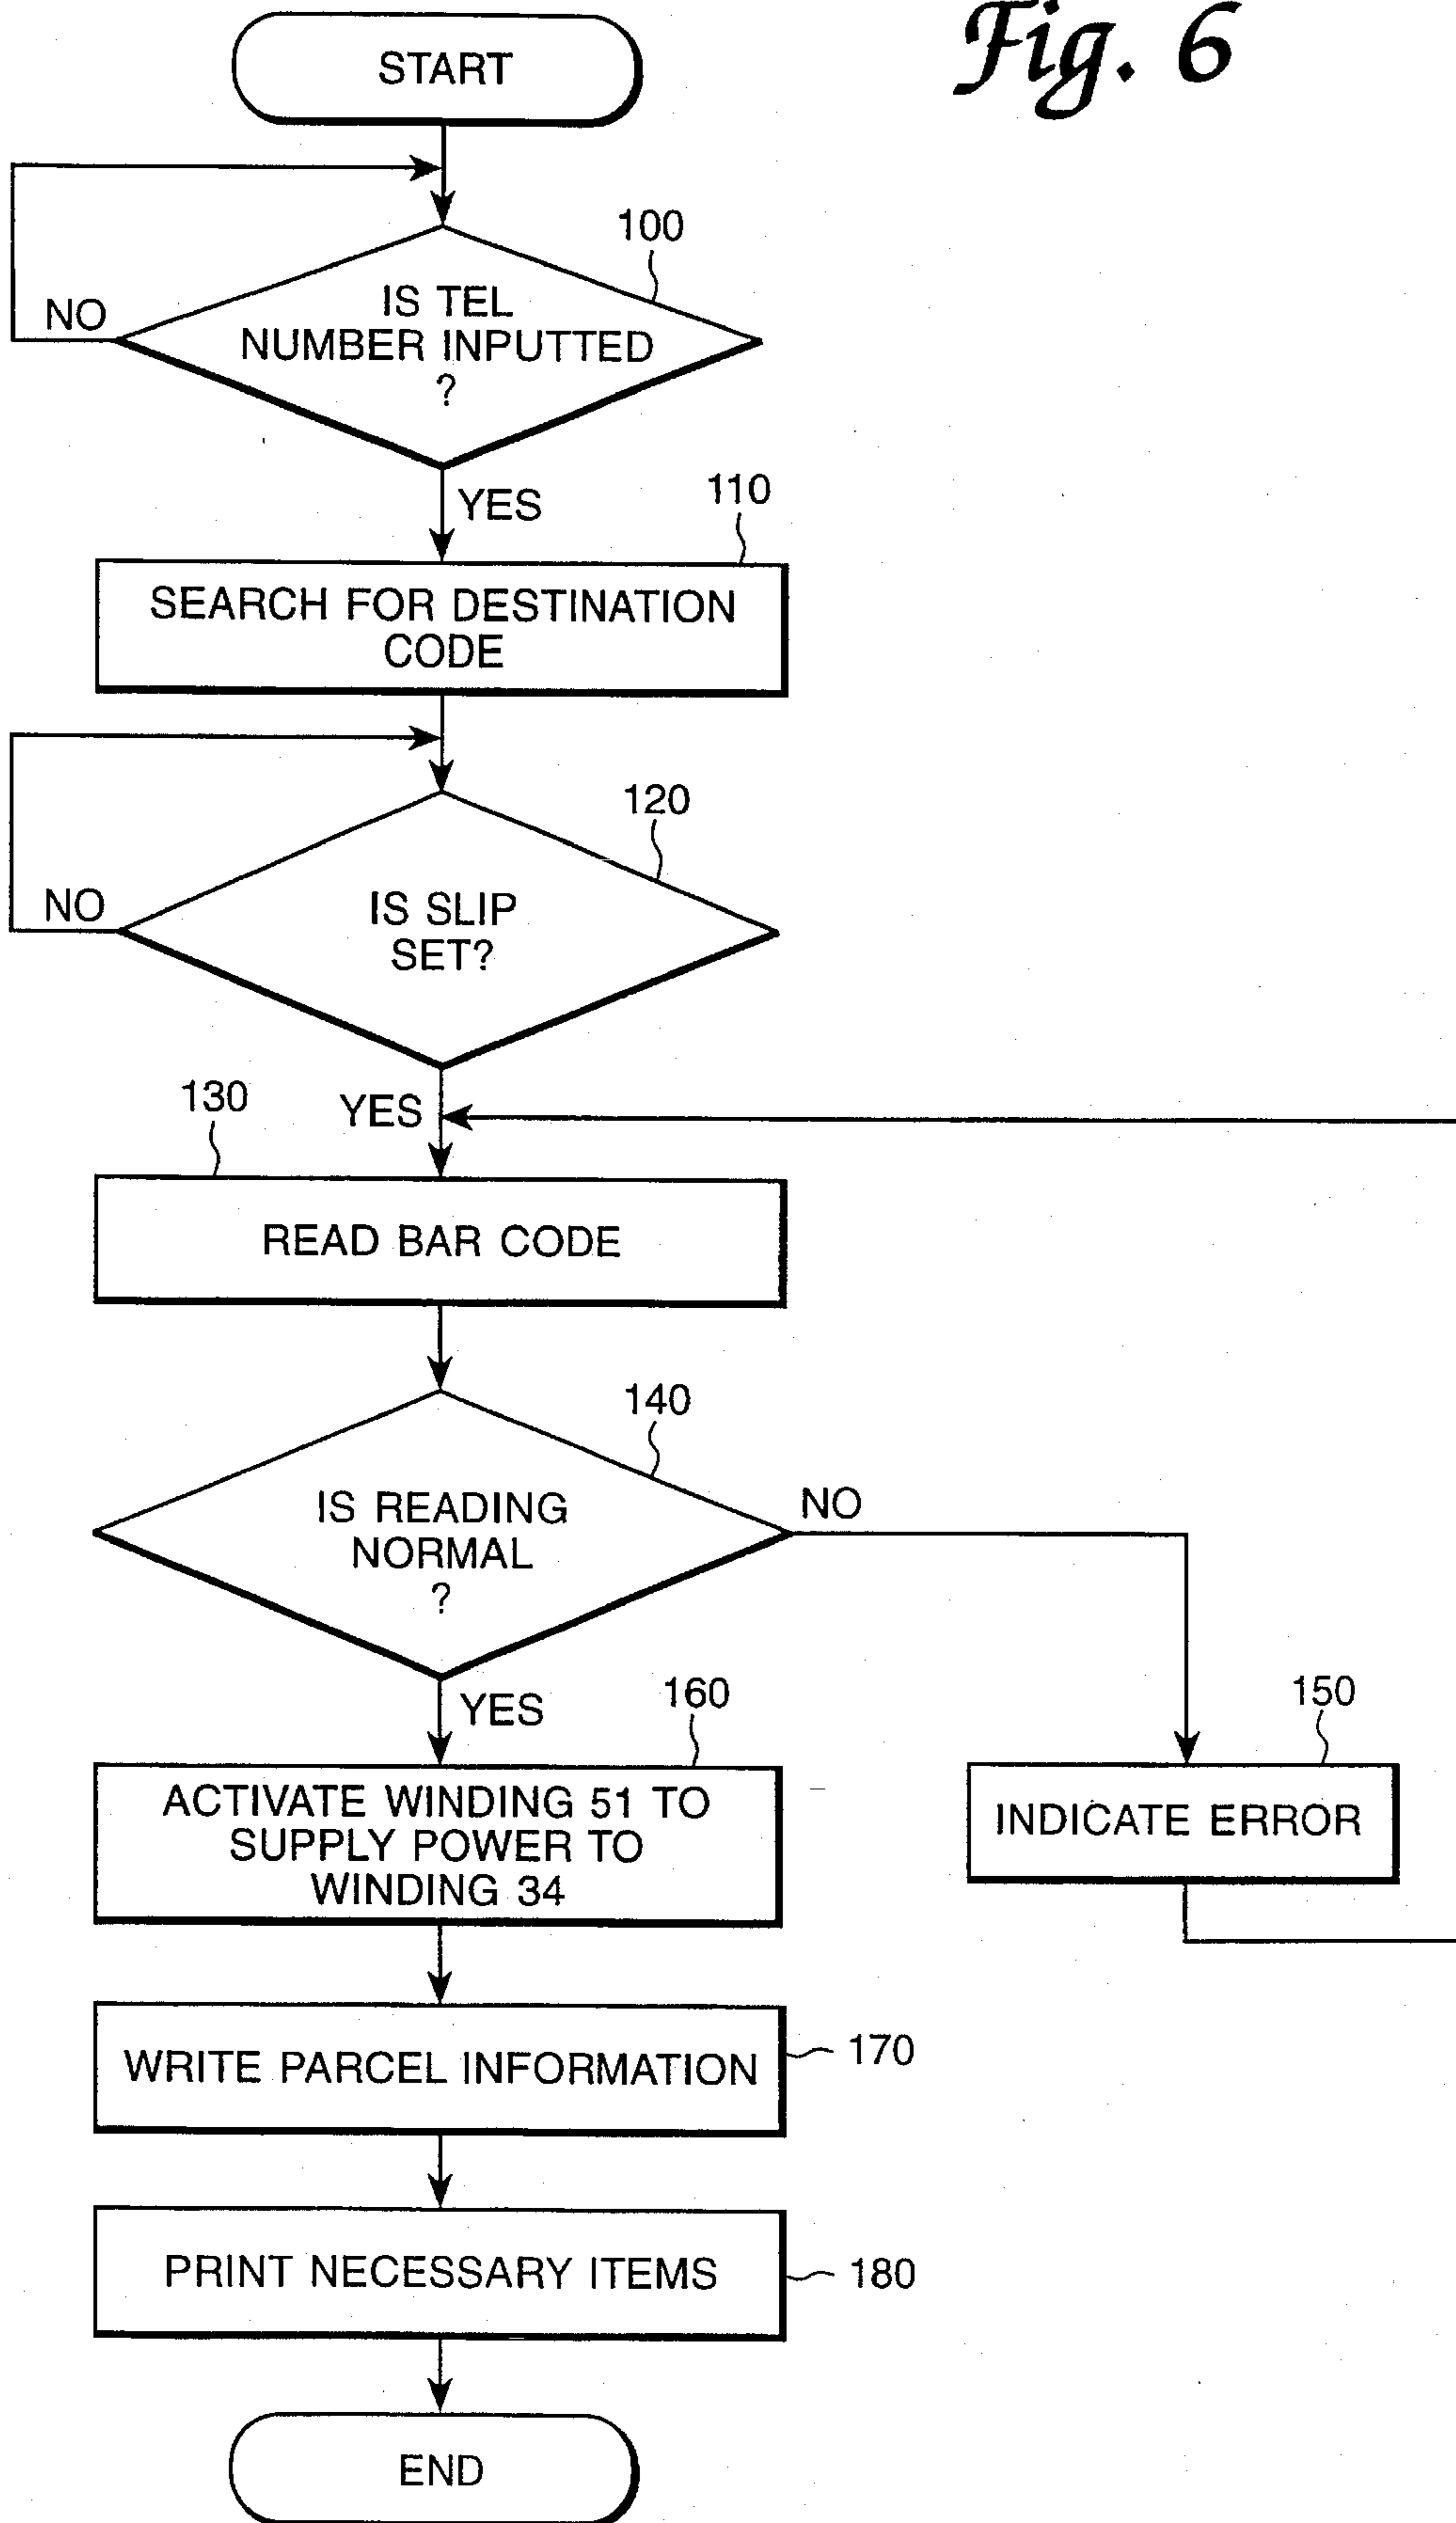 Fig. 6
START
100
IS TEL
NUMBER INPUTTED
?
NO
YES
110
SEARCH FOR DESTINATION
CODE
120
IS SLIP
SET?
NO
YES
130
READ BAR CODE
140
IS READING
NORMAL
?
NO
YES
150
INDICATE ERROR
160
ACTIVATE WINDING 51 TO
SUPPLY POWER TO
WINDING 34
WRITE PARCEL INFORMATION
170
PRINT NECESSARY ITEMS
180
END